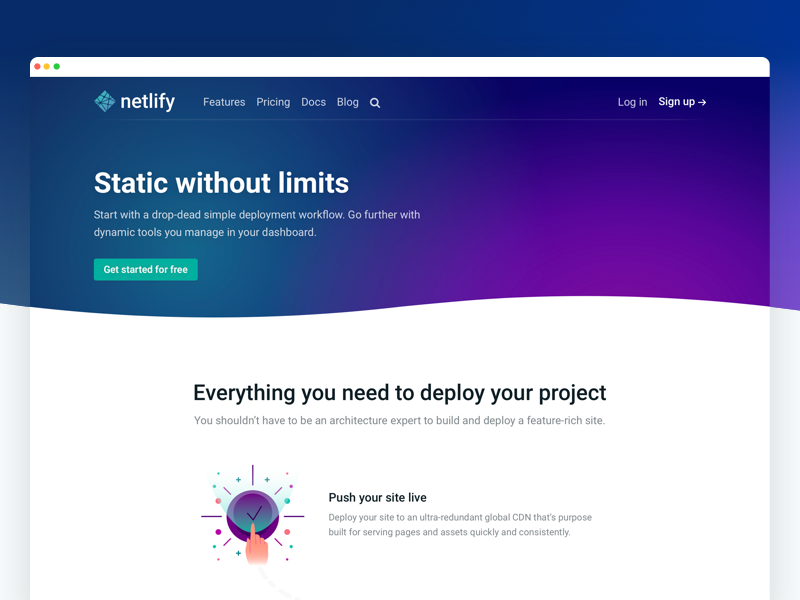 netlify Features Pricing Docs Blog Log in Sign up →
Static without limits
Start with a drop-dead simple deployment workflow. Go further with
dynamic tools you manage in your dashboard.
Get started for free
Everything you need to deploy your project
You shouldn't have to be an architecture expert to build and deploy a feature-rich site.
Push your site live
Deploy your site to an ultra-redundant global CDN that's purpose
built for serving pages and assets quickly and consistently.